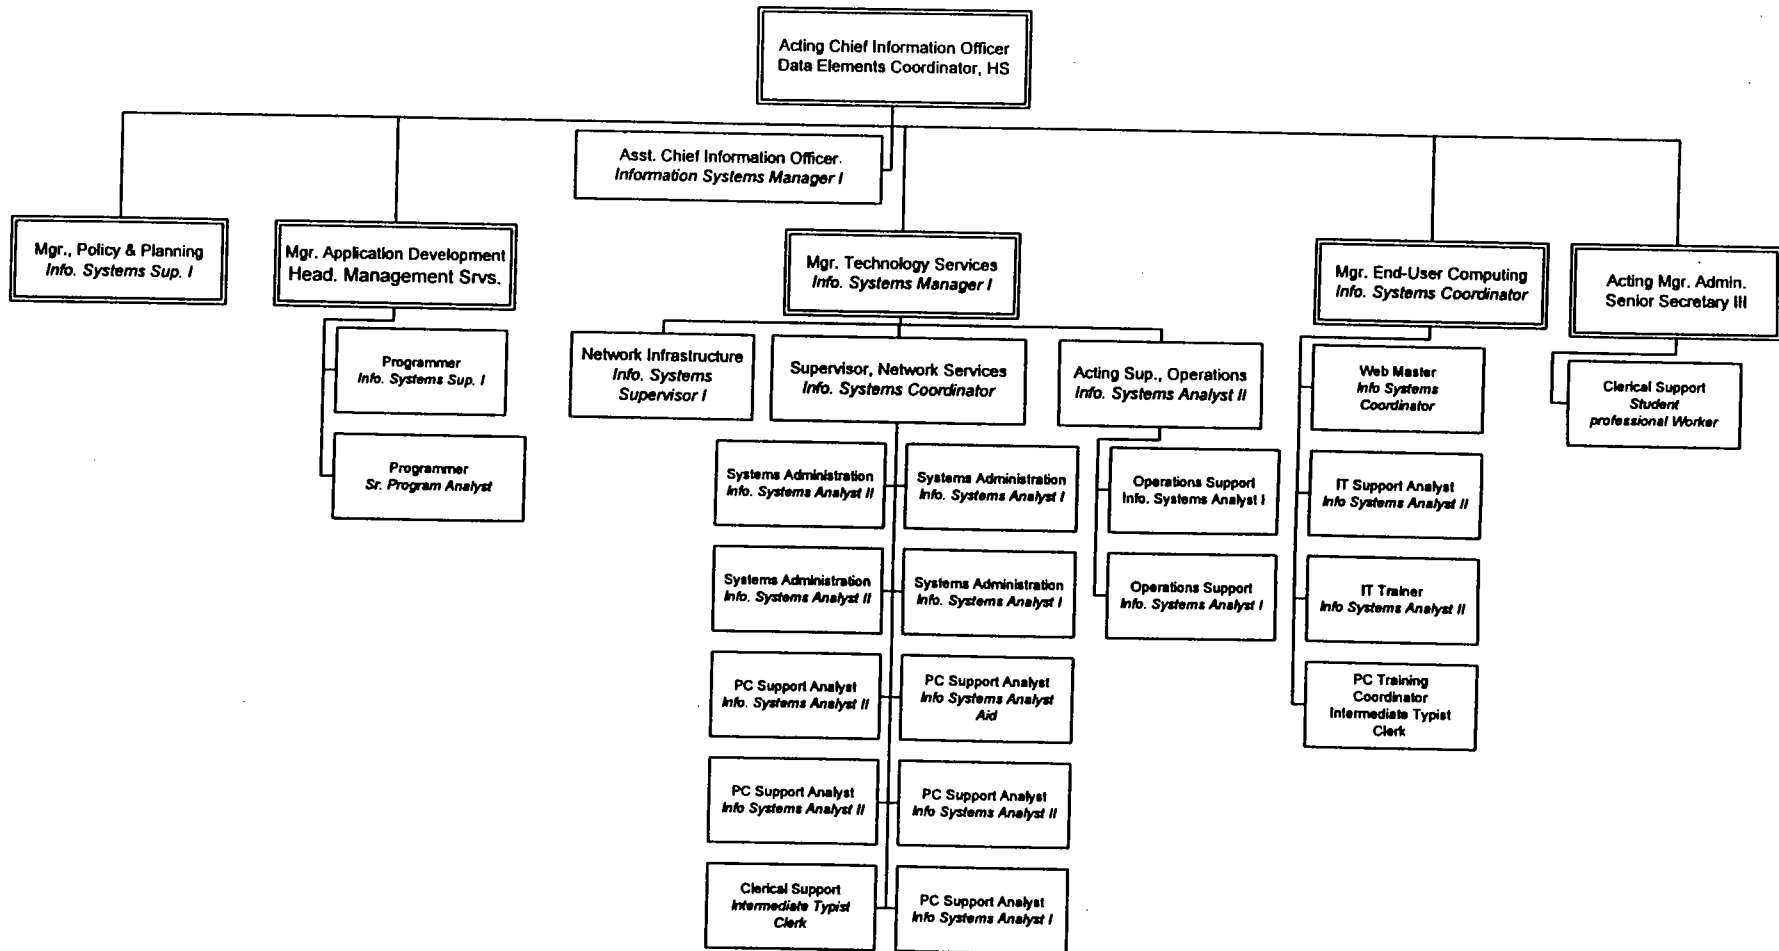 Acting Chief Information Officer
Data Elements Coordinator, HS
Asst. Chief Information Officer.
Information Systems Manager I
Mgr., Policy & Planning
Info. Systems Sup. I
Mgr. Application Development
Head. Management Srvs.
Mgr. Technology Services
Info. Systems Manager I
Mgr. End-User Computing
Info. Systems Coordinator
Acting Mgr. Admin.
Senior Secretary III
Programmer
Info. Systems Sup. I
Programmer
Sr. Program Analyst
Network Infrastructure
Info. Systems
Supervisor I
Supervisor, Network Services
Info. Systems Coordinator
Acting Sup., Operations
Info. Systems Analyst II
Systems Administration
Info. Systems Analyst II
Systems Administration
Info. Systems Analyst I
Systems Administration
Info. Systems Analyst II
Systems Administration
Info. Systems Analyst I
PC Support Analyst
Info. Systems Analyst II
PC Support Analyst
Info Systems Analyst
Aid
PC Support Analyst
Info Systems Analyst II
PC Support Analyst
Info Systems Analyst II
Clerical Support
Intermediate Typist
Clerk
PC Support Analyst
Info Systems Analyst I
Operations Support
Info. Systems Analyst I
Operations Support
Info. Systems Analyst I
Web Master
Info Systems
Coordinator
IT Support Analyst
Info Systems Analyst II
IT Trainer
Info Systems Analyst II
PC Training
Coordinator
Intermediate Typist
Clerk
Clerical Support
Student
professional Worker